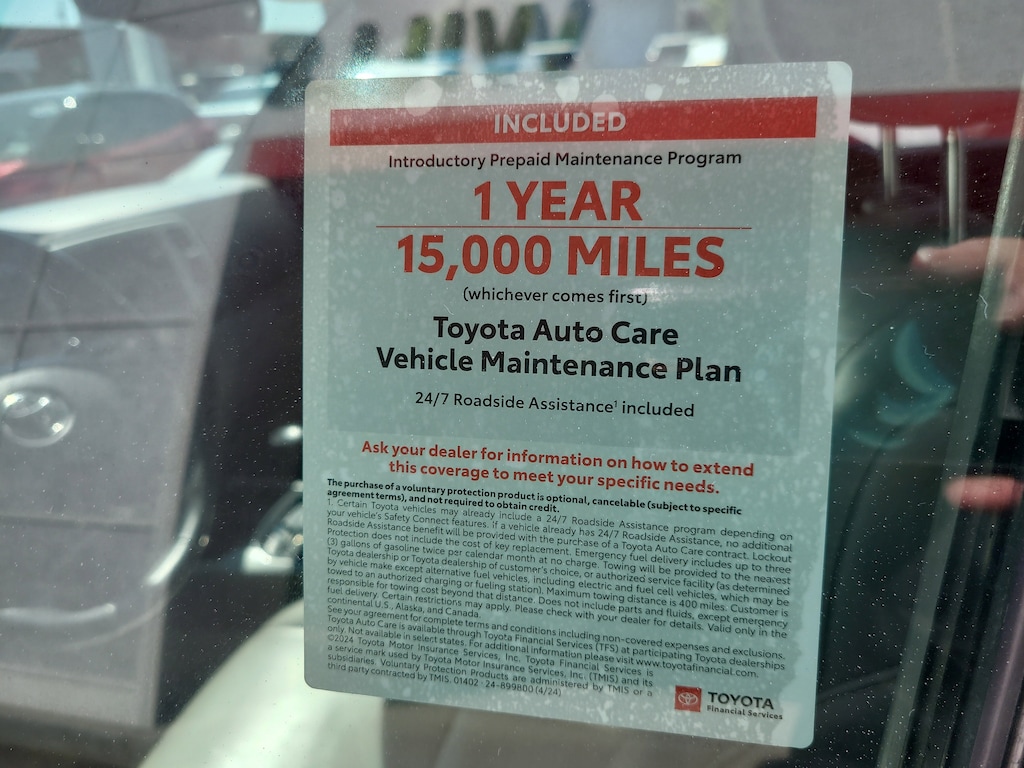 INCLUDED
Introductory Prepaid Maintenance Program
1 YEAR
15,000 MILES
(whichever comes first)
Toyota Auto Care
Vehicle Maintenance Plan
24/7 Roadside Assistance¹ included
Ask your dealer for information on how to extend
this coverage to meet your specific needs.
The purchase of a voluntary protection product is optional, cancelable (subject to specific
agreement terms), and not required to obtain credit.
1. Certain Toyota vehicles may already include a 24/7 Roadside Assistance program depending on
your vehicle's Safety Connect features. If a vehicle already has 24/7 Roadside Assistance, no additional
Roadside Assistance benefit will be provided with the purchase of a Toyota Auto Care contract. Lockout
Protection does not include the cost of key replacement. Emergency fuel delivery includes up to three
(3) gallons of gasoline twice per calendar month at no charge. Towing will be provided to the nearest
Toyota dealership or Toyota dealership of customer's choice, or authorized service facility (as determined
by vehicle make except alternative fuel vehicles, including electric and fuel cell vehicles, which may be
towed to an authorized charging or fueling station). Maximum towing distance is 400 miles. Customer is
responsible for towing cost beyond that distance. Does not include parts and fluids, except emergency
fuel delivery. Certain restrictions may apply. Please check with your dealer for details. Valid only in the
continental U.S., Alaska, and Canada.
See your agreement for complete terms and conditions including non-covered expenses and exclusions.
Toyota Auto Care is available through Toyota Financial Services (TFS) at participating Toyota dealerships
only. Not available in select states. For additional information please visit www.toyotafinancial.com.
©2024 Toyota Motor Insurance Services, Inc. Toyota Financial Services is
a service mark used by Toyota Motor Insurance Services, Inc. (TMIS) and its
subsidiaries. Voluntary Protection Products are administered by TMIS or a
third party contracted by TMIS. 01402 · 24-899800 (4/24)
TOYOTA
Financial Services